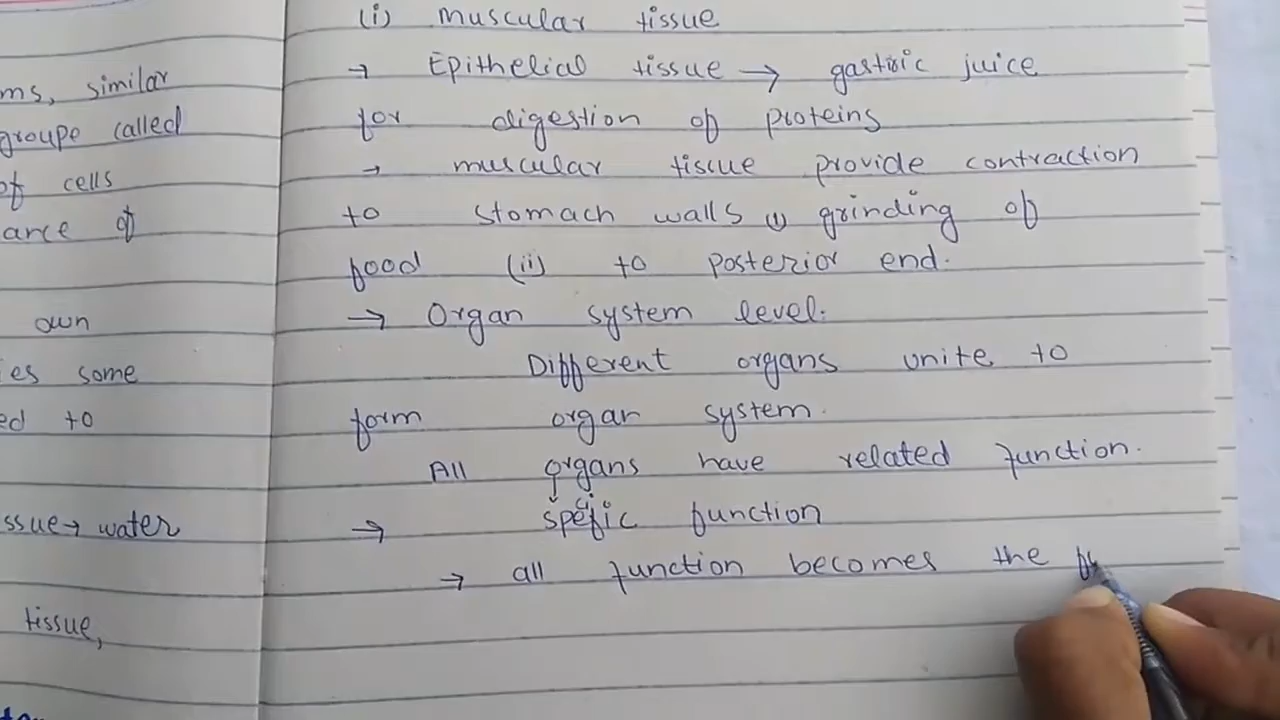 ms, similar
groupe called
of cells
ance of
own
ies some
ed to
ssue → water
tissue,
(i) muscular tissue
→ Epithelial tissue → gastric juice
for digestion of proteins
→ muscular tissue provide contraction
to stomach walls (i) grinding of
food (ii) to posterior end.
→ Organ system level:
Different organs unite to
form organ system.
All organs have related function.
→ specific function
→ all function becomes the